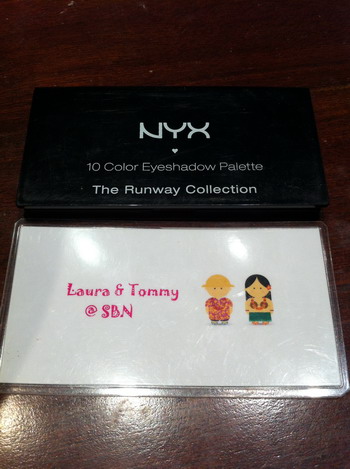 NYX
10 Color Eyeshadow Palette
The Runway Collection
Laura & Tommy
@ SBN